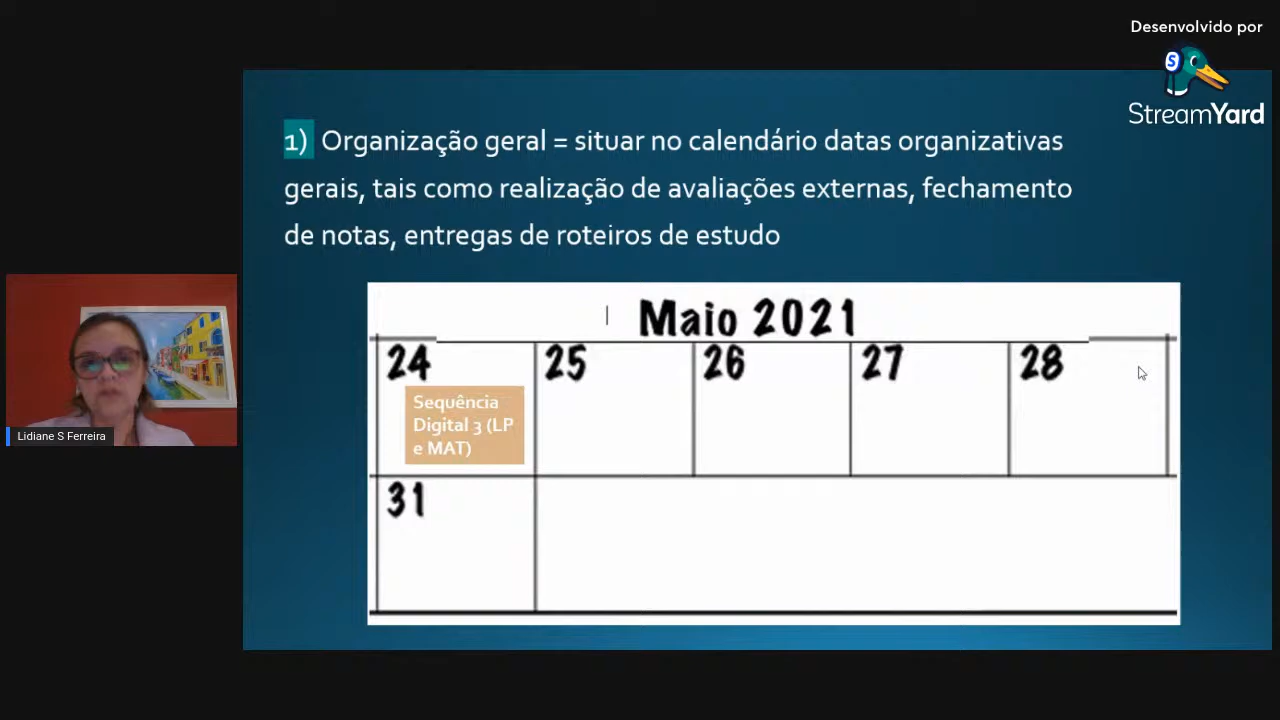 Desenvolvido por
StreamYard
1) Organização geral = situar no calendário datas organizativas
gerais, tais como realização de avaliações externas, fechamento
de notas, entregas de roteiros de estudo
Maio 2021
24 25 26 27 28
Sequência
Digital 3 (LP
e MAT)
31
Lidiane S Ferreira